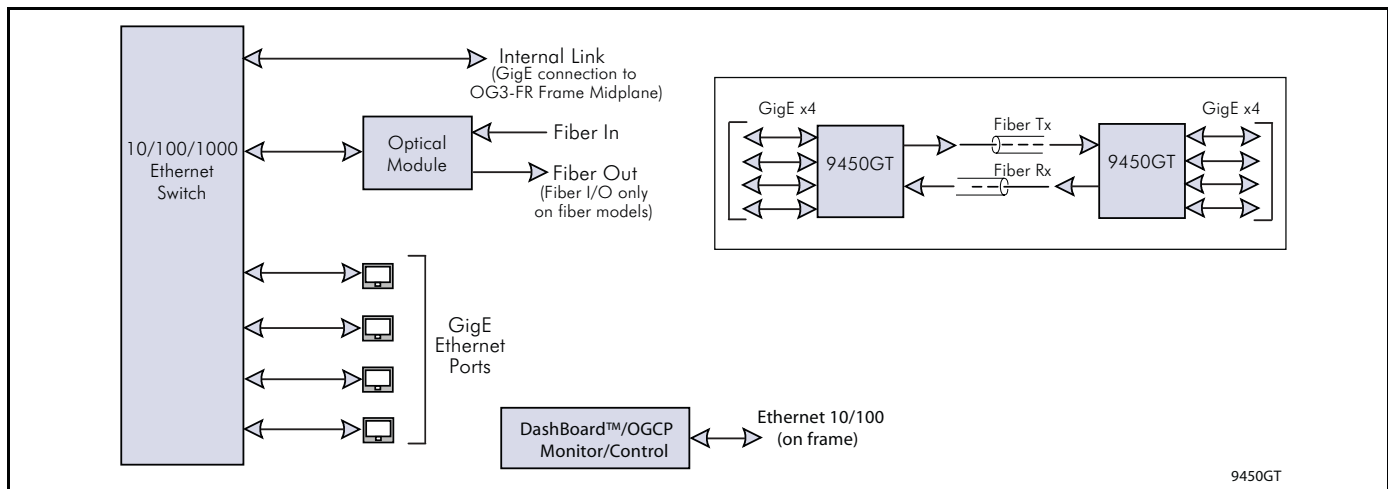 10/100/1000
Ethernet
Switch
Internal Link
(GigE connection to
OG3-FR Frame Midplane)
Optical
Module
Fiber In
Fiber Out
(Fiber I/O only
on fiber models)
GigE
Ethernet
Ports
GigE x4
9450GT
Fiber Tx
Fiber Rx
9450GT
GigE x4
DashBoard™/OGCP
Monitor/Control
Ethernet 10/100
(on frame)
9450GT